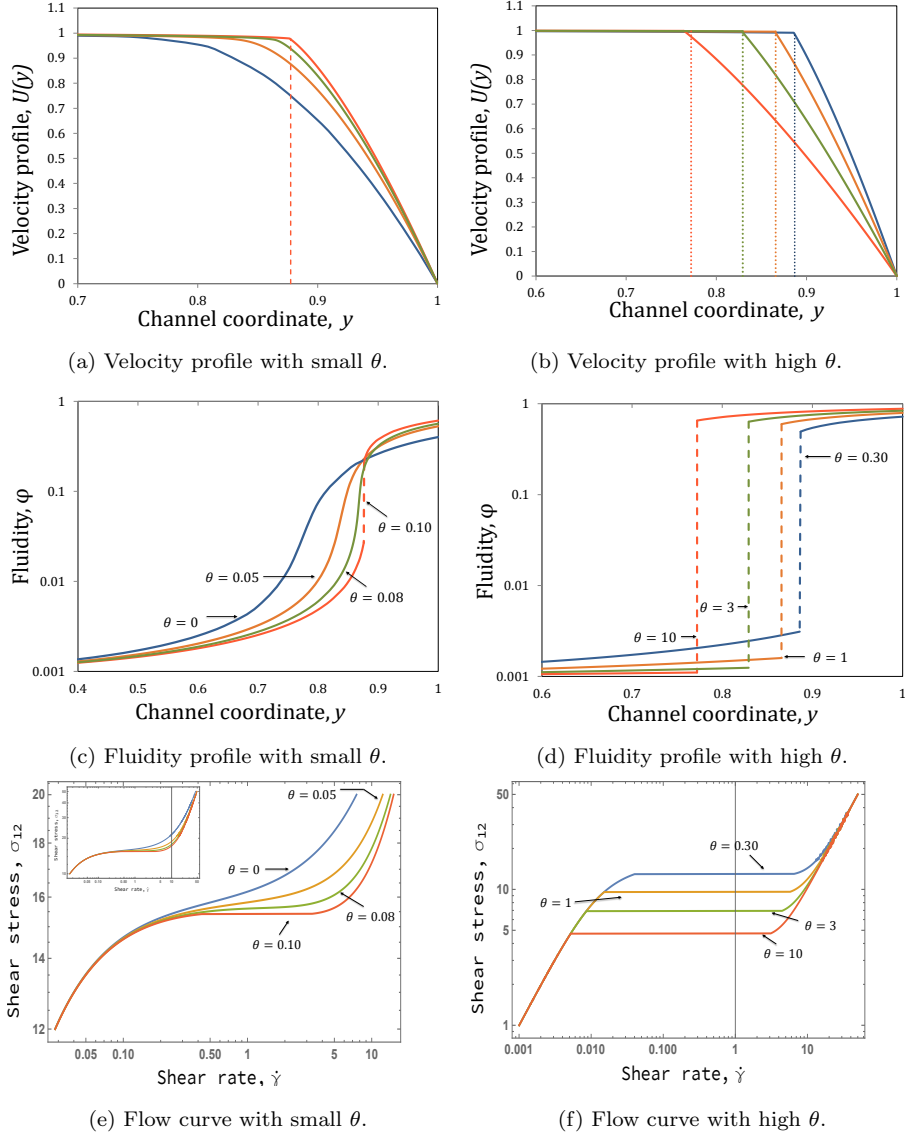 1.1
1
0.9
0.8
0.7
0.6
0.5
0.4
0.3
0.2
0.1
0
Velocity profile, U(y)
0.7
0.8
0.9
1
Channel coordinate, y
(a) Velocity profile with small θ.
1.1
1
0.9
0.8
0.7
0.6
0.5
0.4
0.3
0.2
0.1
0
Velocity profile, U(y)
0.6
0.7
0.8
0.9
1
Channel coordinate, y
(b) Velocity profile with high θ.
1
0.1
0.01
0.001
Fluidity, φ
θ = 0.10
θ = 0.05
θ = 0.08
θ = 0
0.4
0.5
0.6
0.7
0.8
0.9
1
Channel coordinate, y
(c) Fluidity profile with small θ.
1
0.1
0.01
0.001
Fluidity, φ
θ = 0.30
θ = 3
θ = 10
θ = 1
0.6
0.7
0.8
0.9
1
Channel coordinate, y
(d) Fluidity profile with high θ.
20
18
16
14
12
Shear stress, σ12
Shear stress, σ12
Shear rate, γ̇
θ = 0.05
θ = 0
θ = 0.08
θ = 0.10
0.05
0.10
0.50
1
5
10
Shear rate, γ̇
(e) Flow curve with small θ.
50
10
5
1
Shear stress, σ12
θ = 0.30
θ = 1
θ = 3
θ = 10
0.001
0.010
0.100
1
10
Shear rate, γ̇
(f) Flow curve with high θ.